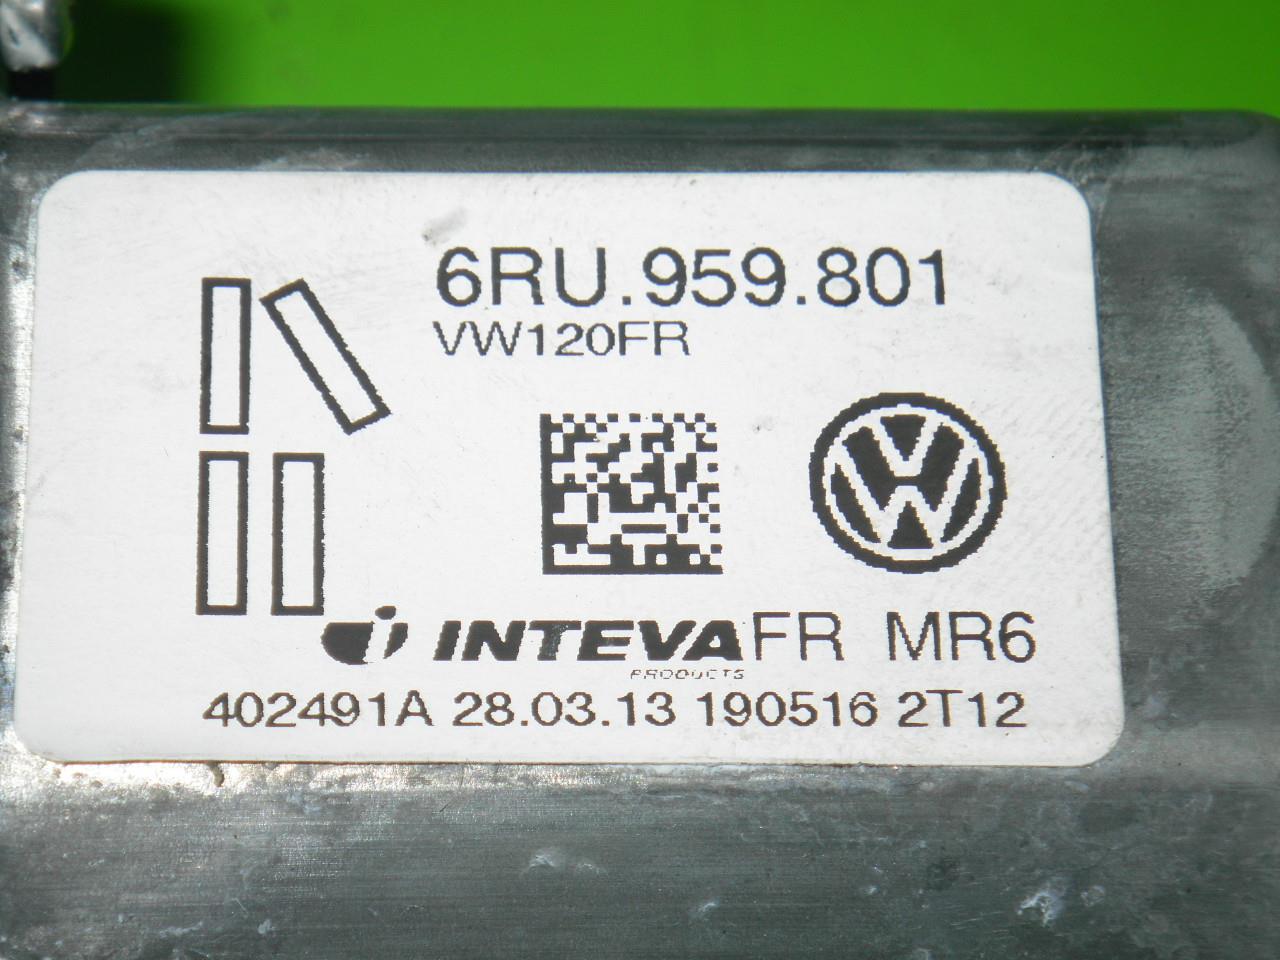 6RU.959.801
VW120FR
INTEVA FR MR6
PRODUCTS
402491A 28.03.13 190516 2T12